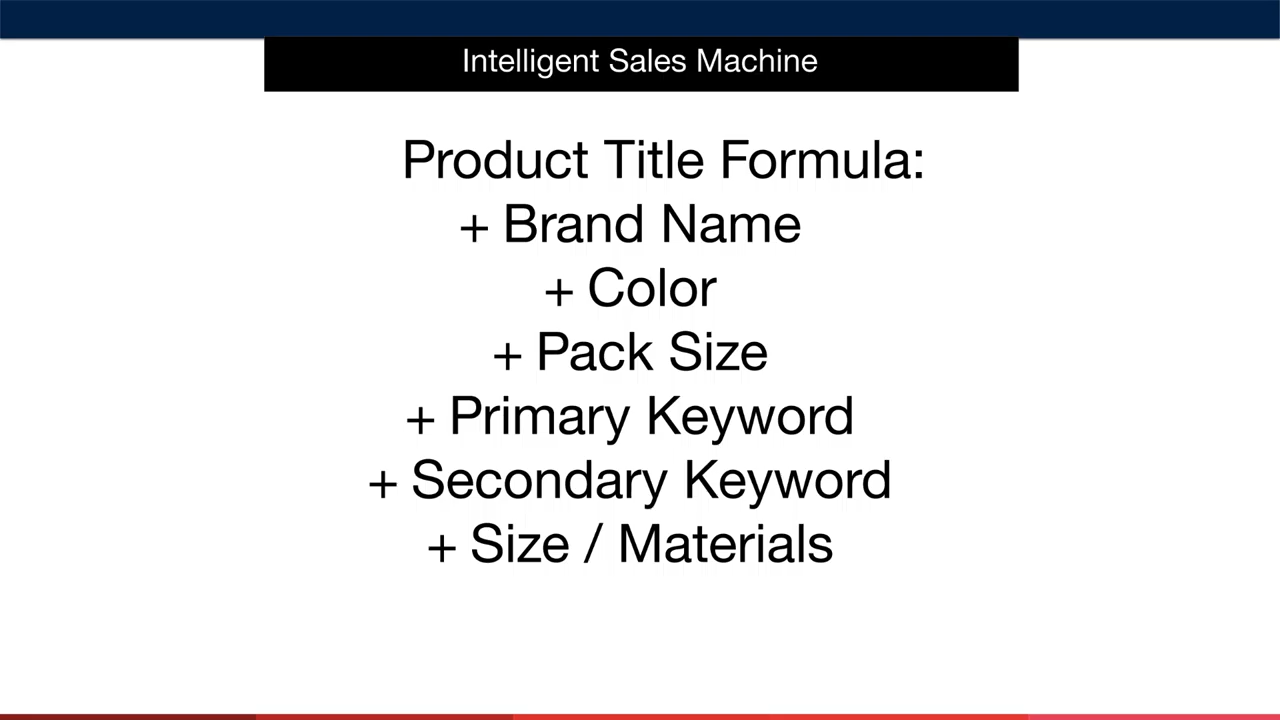 Intelligent Sales Machine
Product Title Formula:
+ Brand Name
+ Color
+ Pack Size
+ Primary Keyword
+ Secondary Keyword
+ Size / Materials